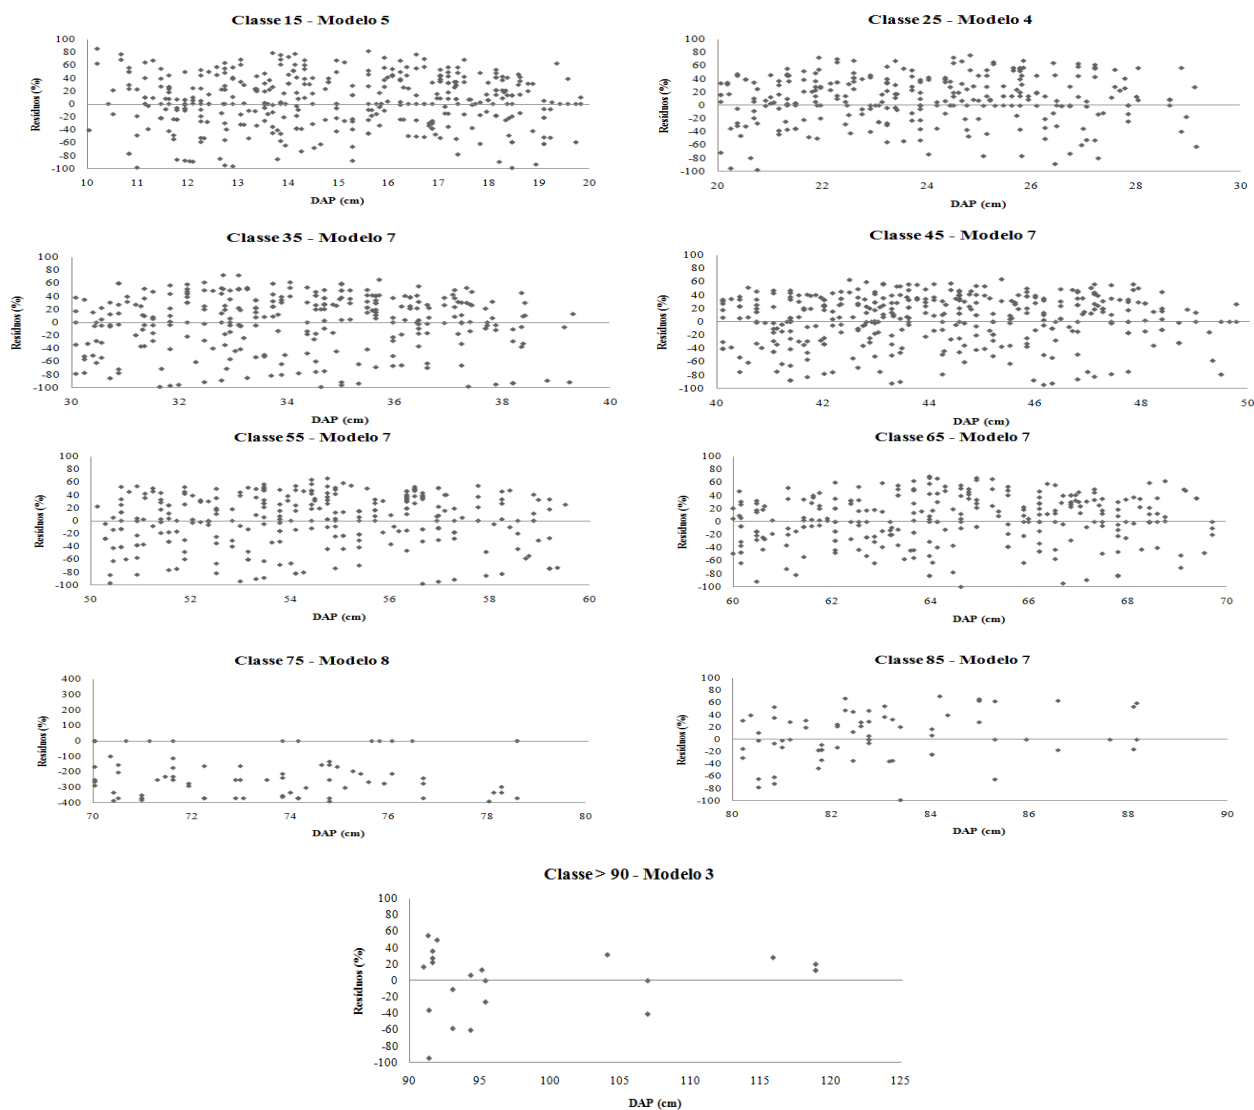 Classe 15 - Modelo 5
Resíduos (%)
100
80
60
40
20
0
-20
-40
-60
-80
-100
10 11 12 13 14 15 16 17 18 19 20
DAP (cm)
Classe 25 - Modelo 4
Resíduos (%)
100
80
60
40
20
0
-20
-40
-60
-80
-100
20 22 24 26 28 30
DAP (cm)
Classe 35 - Modelo 7
Resíduos (%)
100
80
60
40
20
0
-20
-40
-60
-80
-100
30 32 34 36 38 40
DAP (cm)
Classe 45 - Modelo 7
Resíduos (%)
100
80
60
40
20
0
-20
-40
-60
-80
-100
40 42 44 46 48 50
DAP (cm)
Classe 55 - Modelo 7
Resíduos (%)
100
80
60
40
20
0
-20
-40
-60
-80
-100
50 52 54 56 58 60
DAP (cm)
Classe 65 - Modelo 7
Resíduos (%)
100
80
60
40
20
0
-20
-40
-60
-80
-100
60 62 64 66 68 70
DAP (cm)
Classe 75 - Modelo 8
Resíduos (%)
400
300
200
100
0
-100
-200
-300
-400
70 72 74 76 78 80
DAP (cm)
Classe 85 - Modelo 7
Resíduos (%)
100
80
60
40
20
0
-20
-40
-60
-80
-100
80 82 84 86 88 90
DAP (cm)
Classe > 90 - Modelo 3
Resíduos (%)
100
80
60
40
20
0
-20
-40
-60
-80
-100
90 95 100 105 110 115 120 125
DAP (cm)